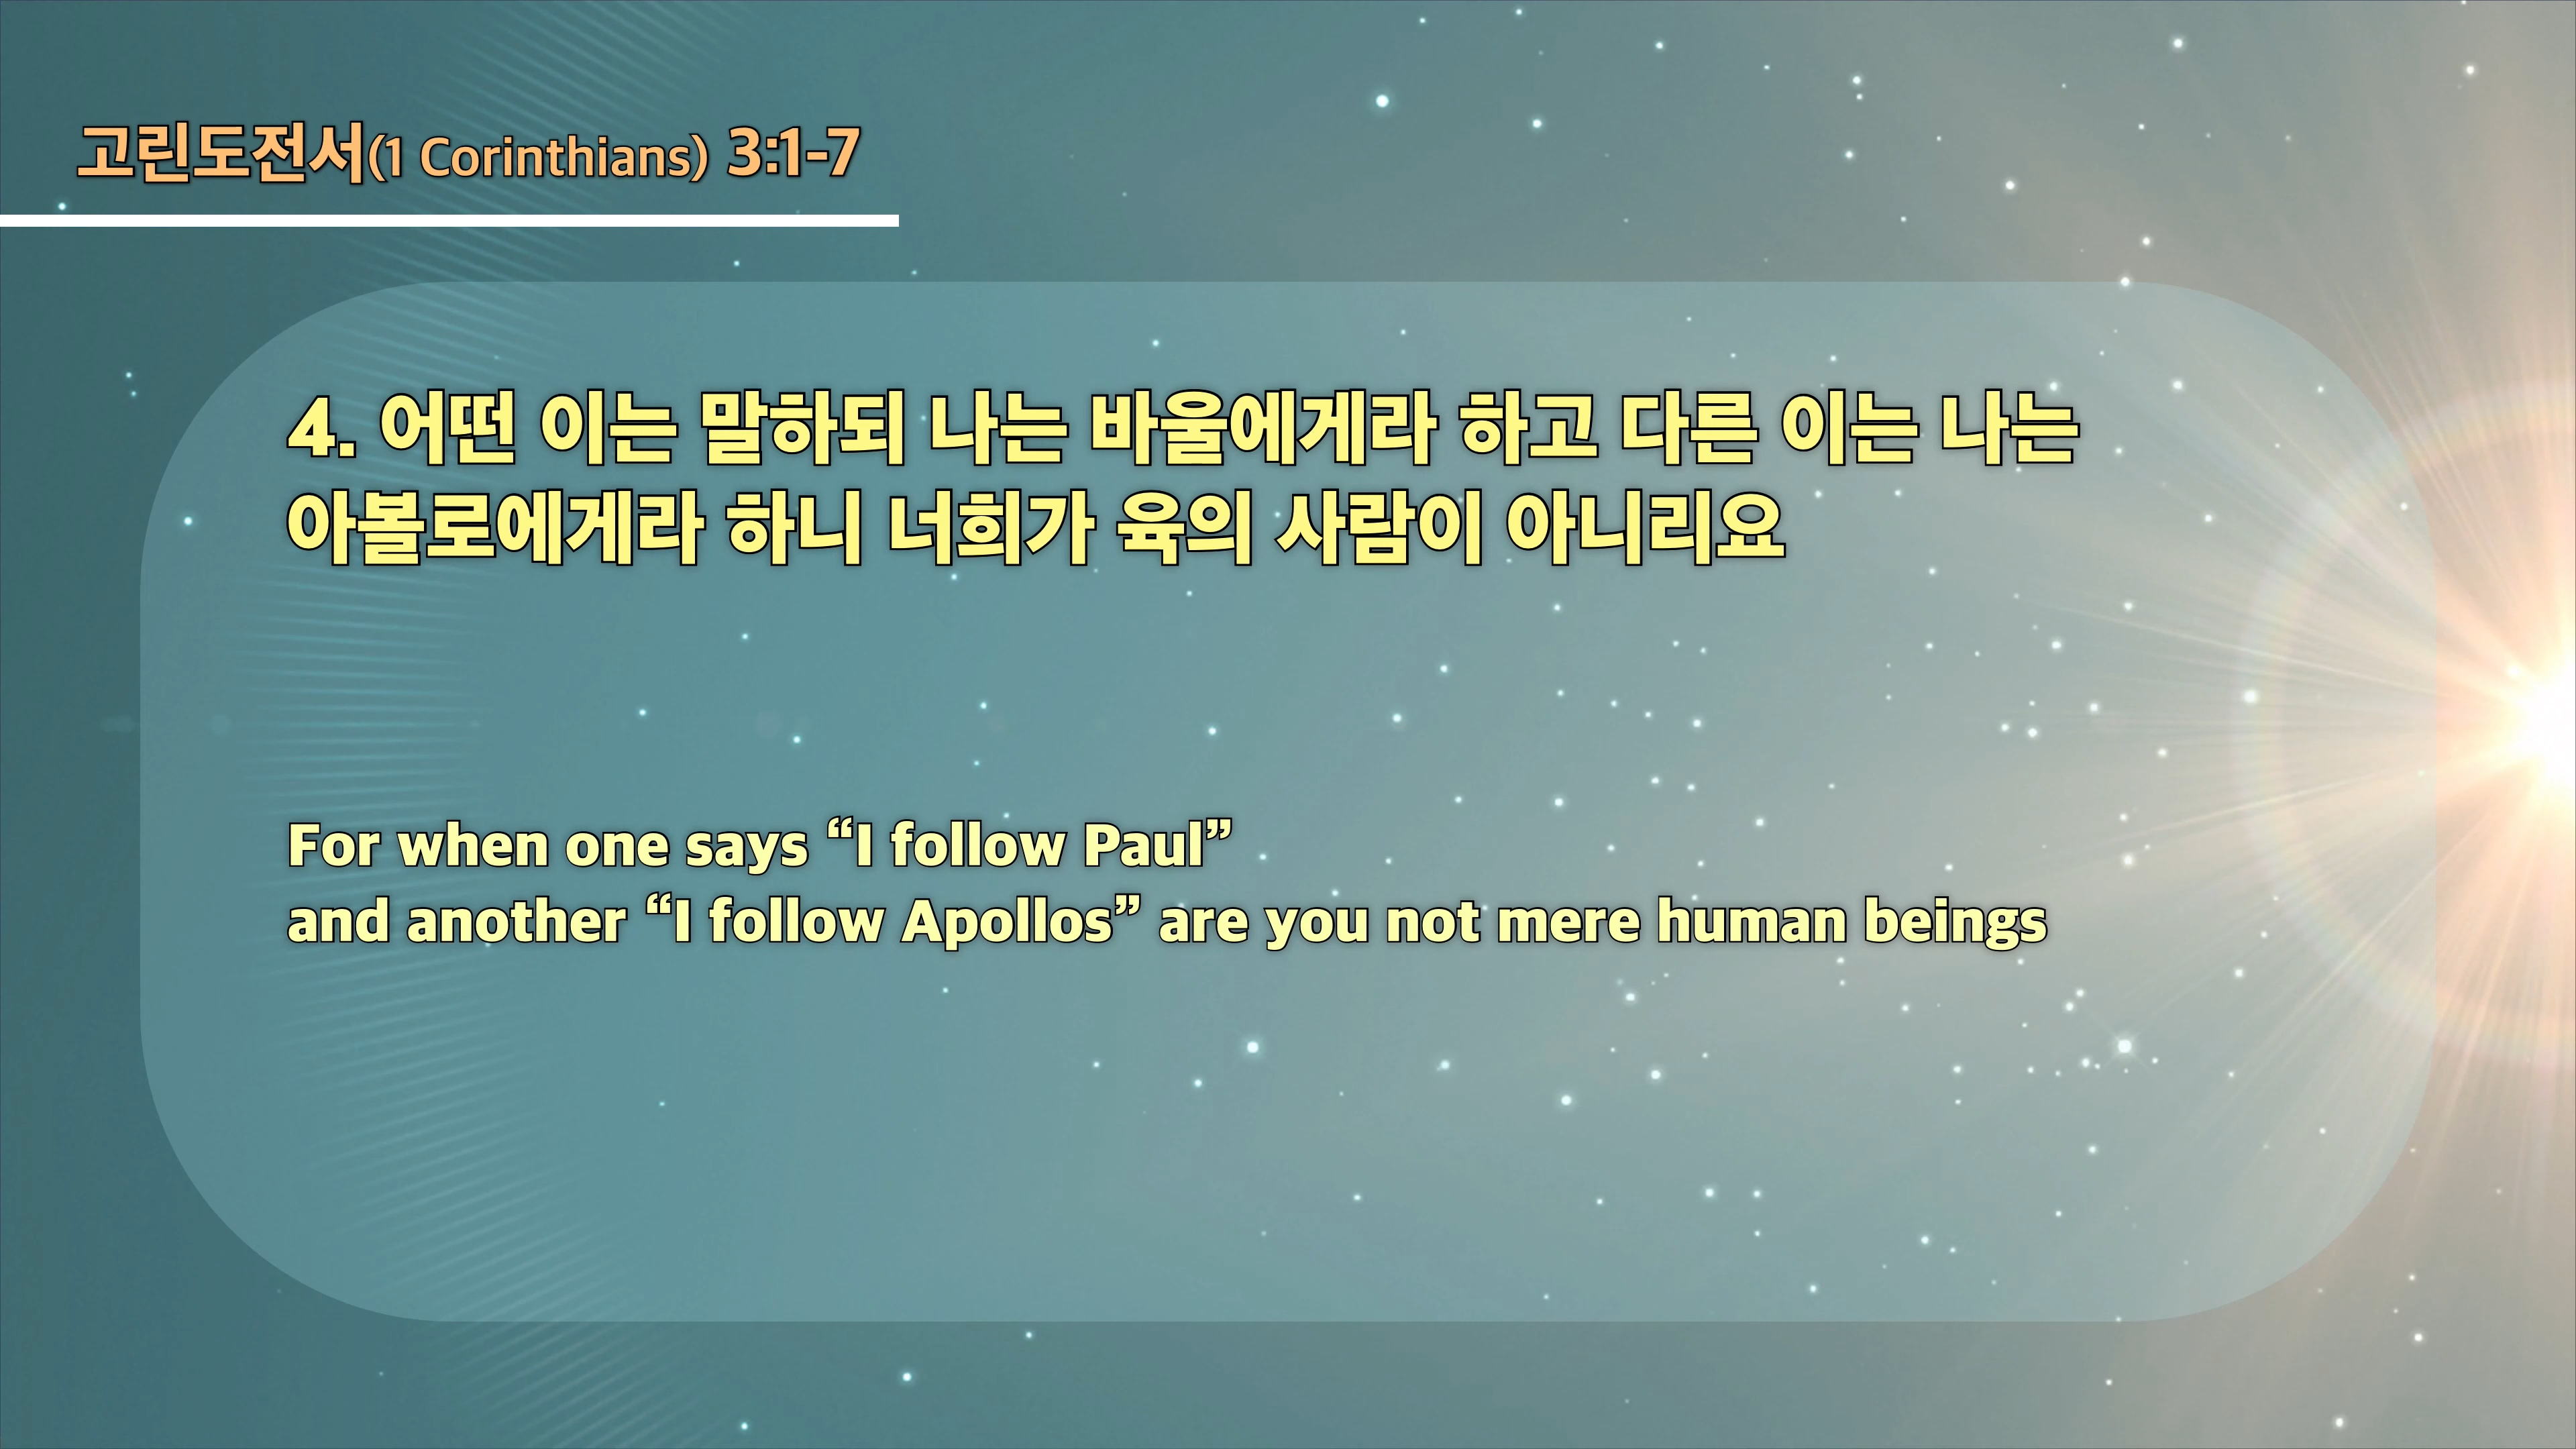 고린도전서(1 Corinthians) 3:1-7
4. 어떤 이는 말하되 나는 바울에게라 하고 다른 이는 나는
아볼로에게라 하니 너희가 육의 사람이 아니리요
For when one says “I follow Paul”
and another “I follow Apollos” are you not mere human beings